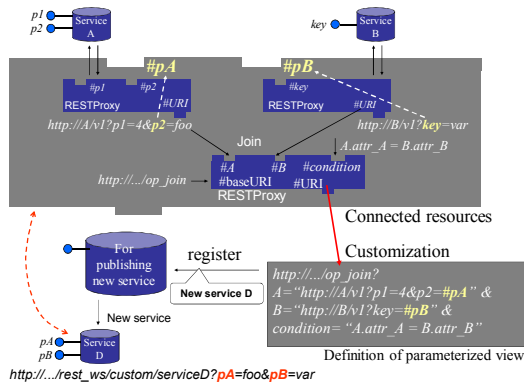 p1
p2
Service
A
key
Service
B
#pA
#pB
#p1
#p2
#URI
RESTProxy
#key
#URI
RESTProxy
http://A/v1?p1=4&p2=foo
http://B/v1?key=var
Join
A.attr_A = B.attr_B
#A
#B
#condition
http://.../op_join
#baseURI
#URI
RESTProxy
Connected resources
Customization
For
publishing
new service
register
New service D
http://.../op_join?
A="http://A/v1?p1=4&p2=#pA" &
B="http://B/v1?key=#pB" &
condition= "A.attr_A = B.attr_B"
New service
Definition of parameterized view
pA
pB
Service
D
http://.../rest_ws/custom/serviceD?pA=foo&pB=var